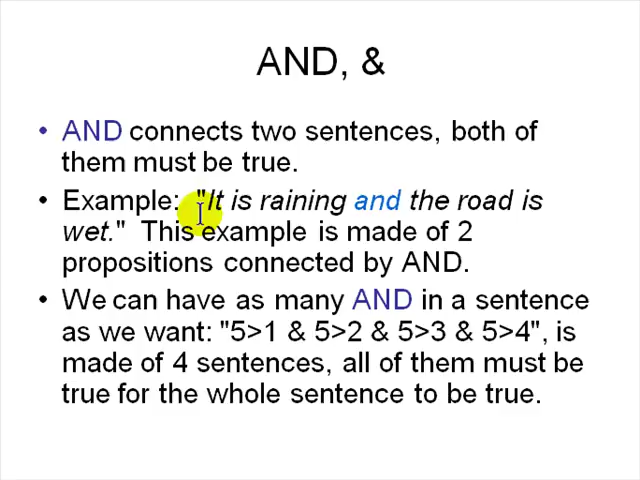 AND, &
• AND connects two sentences, both of
them must be true.
• Example: "It is raining and the road is
wet." This example is made of 2
propositions connected by AND.
• We can have as many AND in a sentence
as we want: "5>1 & 5>2 & 5>3 & 5>4", is
made of 4 sentences, all of them must be
true for the whole sentence to be true.